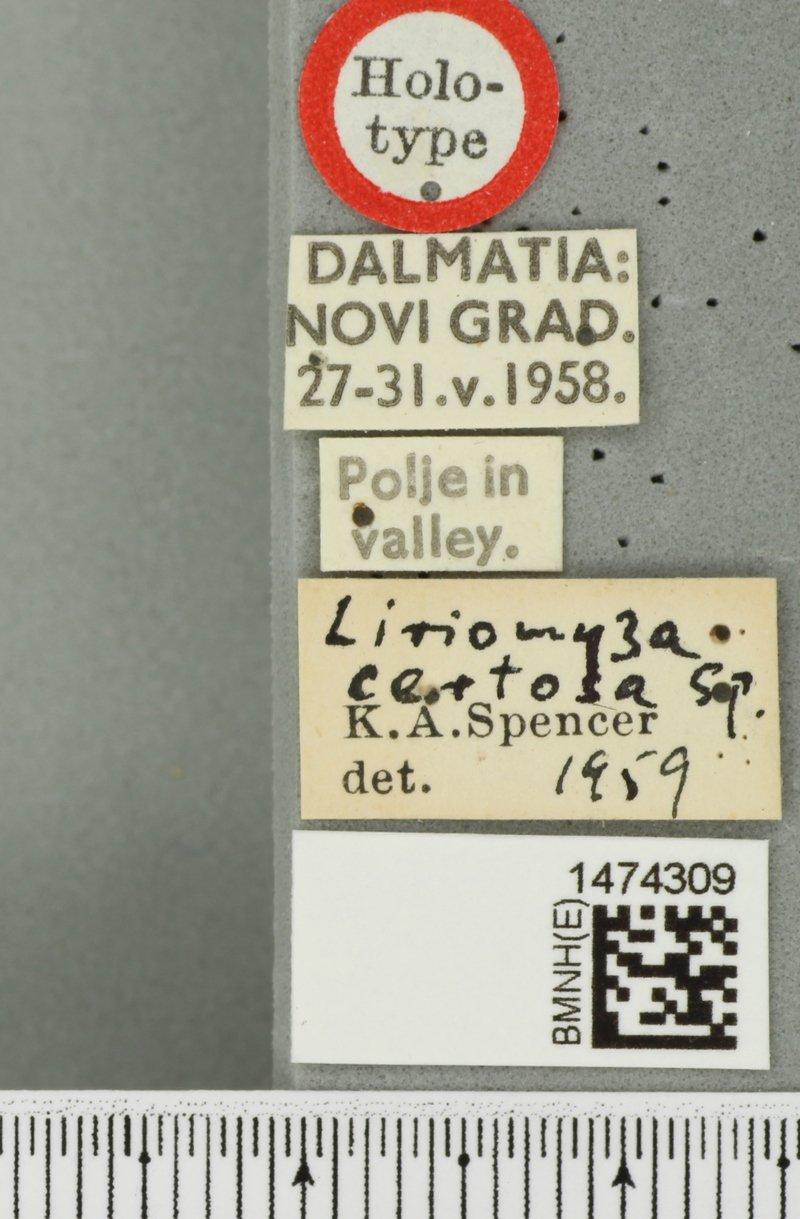 Holo-
type
DALMATIA:
NOVI GRAD.
27-31.v.1958.
Polje in
valley.
Liriomyza
certosa sp.
K.A.Spencer
det. 1959
1474309
BMNH(E)